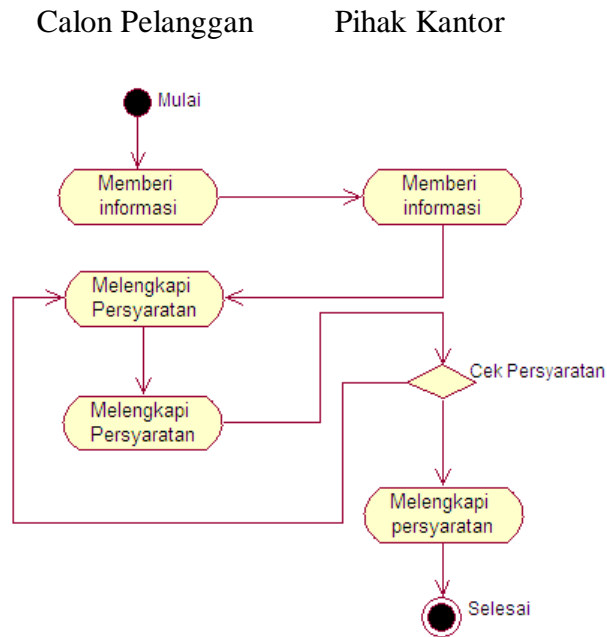 Calon Pelanggan
Pihak Kantor
Mulai
Memberi
informasi
Memberi
informasi
Melengkapi
Persyaratan
Melengkapi
Persyaratan
Cek Persyaratan
Melengkapi
persyaratan
Selesai